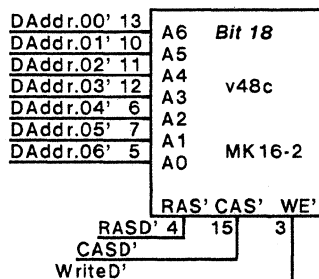 DAddr.00' 13 A6 Bit 18
DAddr.01' 10 A5
DAddr.02' 11 A4 v48c
DAddr.03' 12 A3
DAddr.04' 6 A2
DAddr.05' 7 A1 MK16-2
DAddr.06' 5 A0
RAS' CAS' WE'
RASD' 4 15 3
CASD'
WriteD'